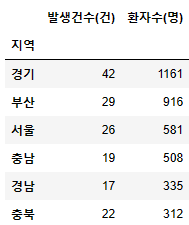 발생건수(건) 환자수(명)
지역
경기 42 1161
부산 29 916
서울 26 581
충남 19 508
경남 17 335
충북 22 312